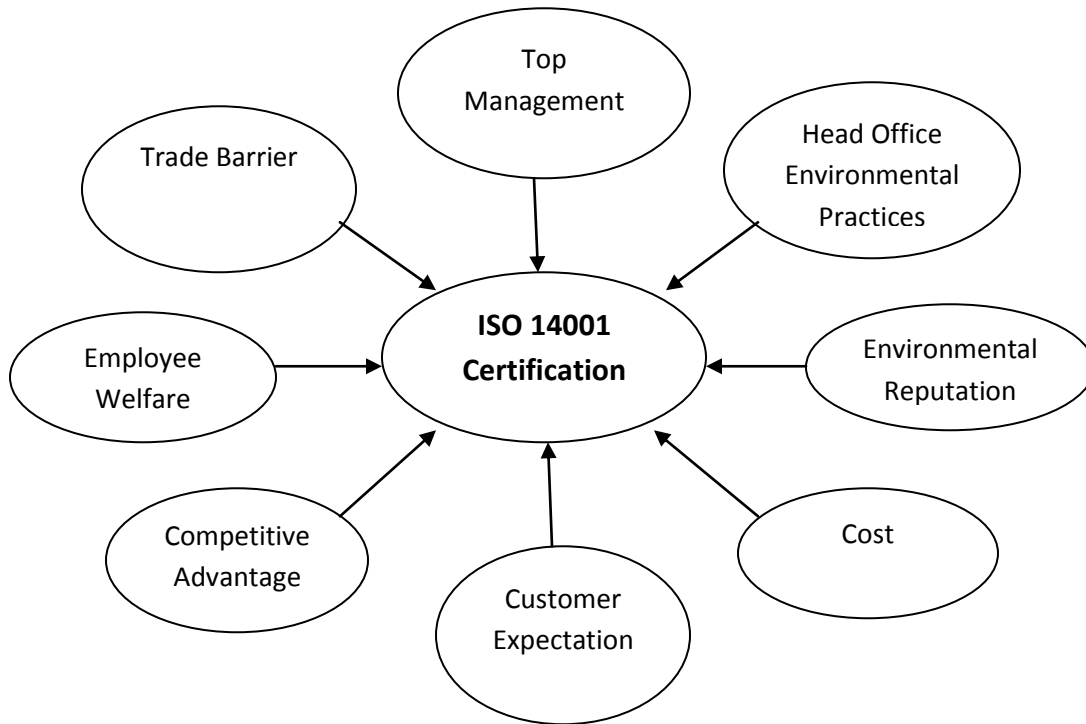 Top
Management
Trade Barrier
Head Office
Environmental
Practices
ISO 14001
Certification
Employee
Welfare
Environmental
Reputation
Competitive
Advantage
Customer
Expectation
Cost